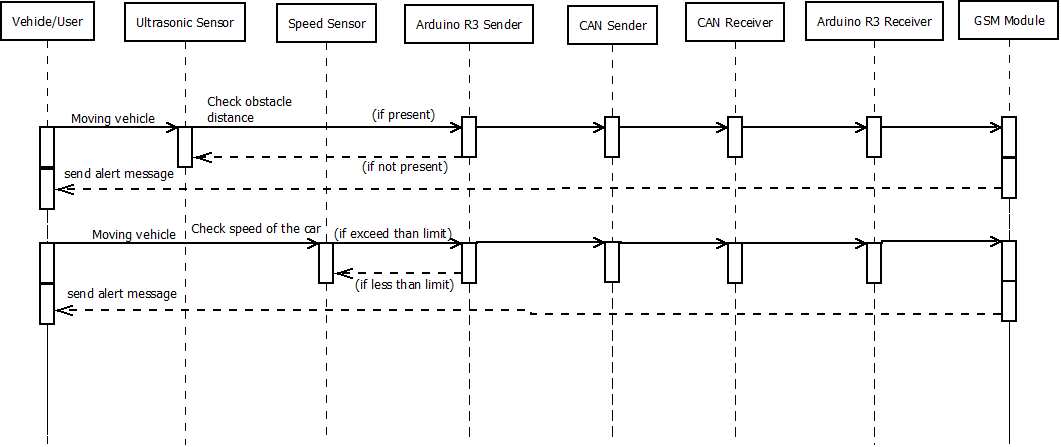 Vehicle/User
Ultrasonic Sensor
Speed Sensor
Arduino R3 Sender
CAN Sender
CAN Receiver
Arduino R3 Receiver
GSM Module
Moving vehicle
Check obstacle
distance
(if present)
(if not present)
send alert message
Moving vehicle
Check speed of the car
(if exceed than limit)
(if less than limit)
send alert message